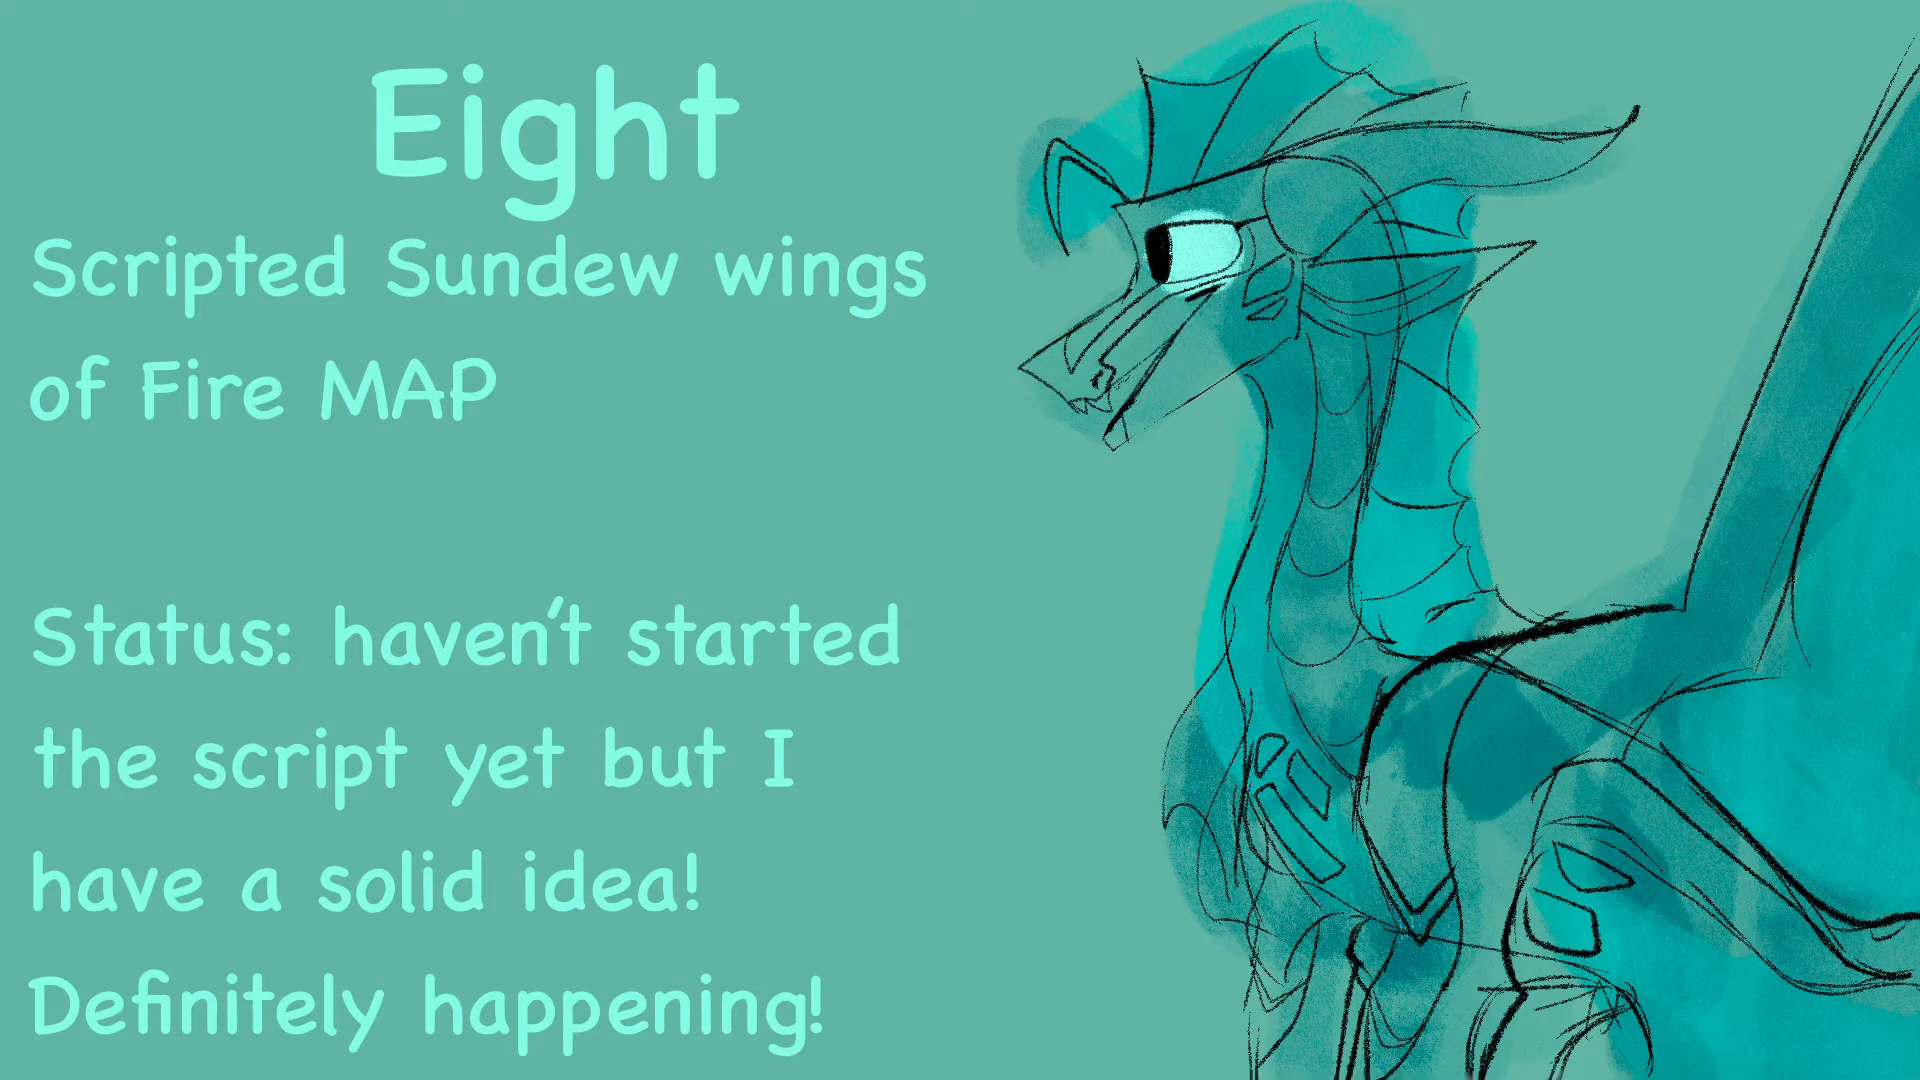 Eight
Scripted Sundew wings
of Fire MAP
Status: haven't started
the script yet but I
have a solid idea!
Definitely happening!